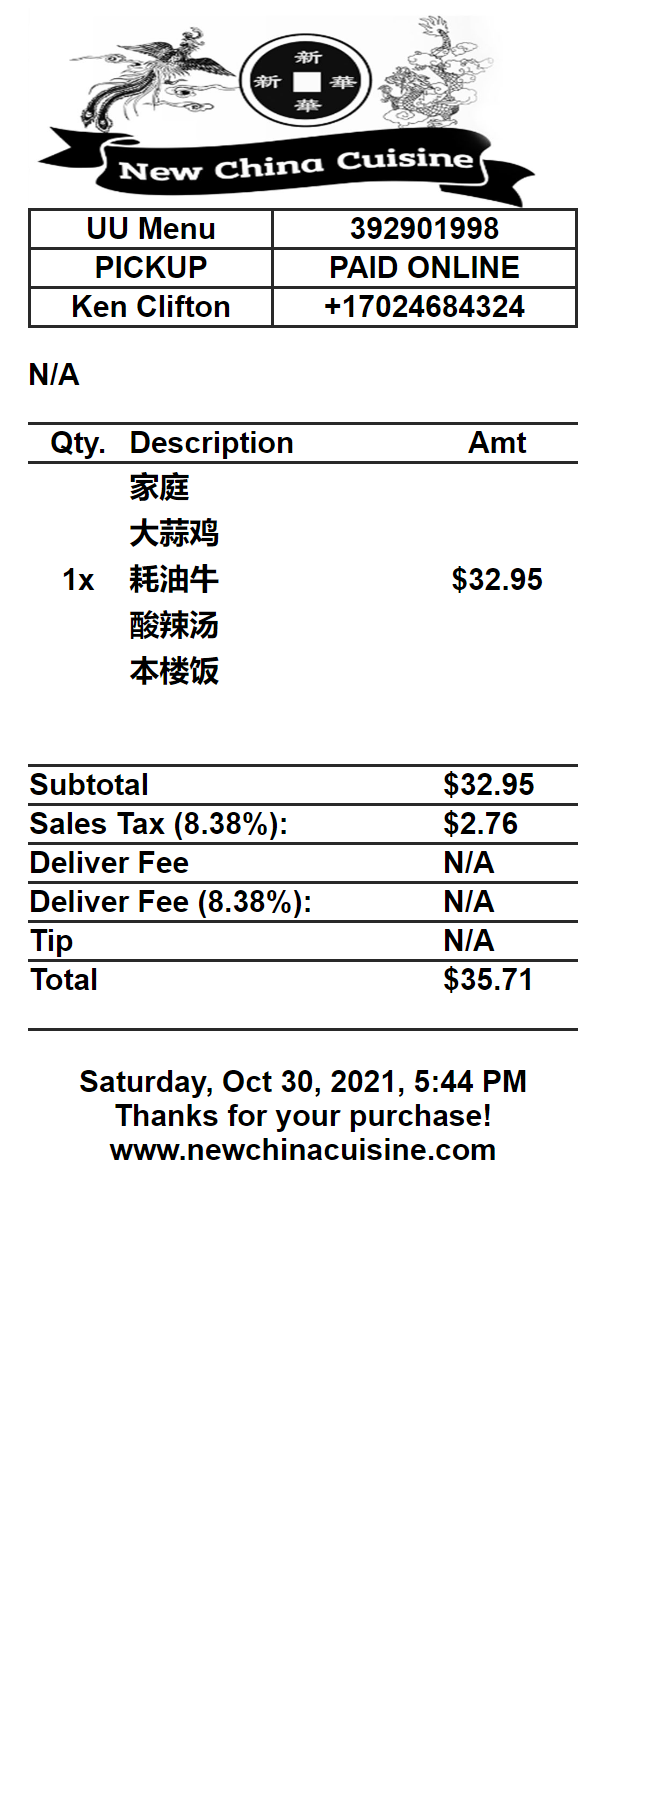 新
新 華
華
New China Cuisine
UU Menu 392901998
PICKUP PAID ONLINE
Ken Clifton +17024684324
N/A
Qty. Description Amt
家庭
大蒜鸡
1x 耗油牛 $32.95
酸辣汤
本楼饭
Subtotal $32.95
Sales Tax (8.38%): $2.76
Deliver Fee N/A
Deliver Fee (8.38%): N/A
Tip N/A
Total $35.71
Saturday, Oct 30, 2021, 5:44 PM
Thanks for your purchase!
www.newchinacuisine.com